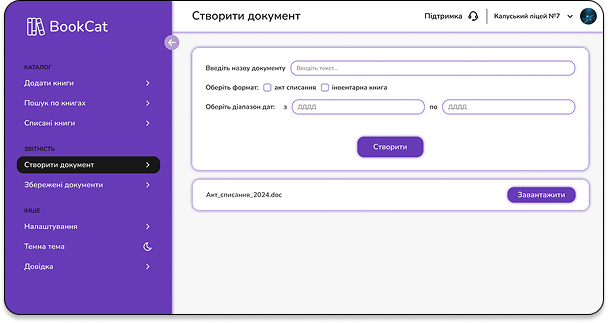 BookCat
КАТАЛОГ
Додати книги
Пошук по книгах
Списані книги
ЗВІТНІСТЬ
Створити документ
Збережені документи
ІНШЕ
Налаштування
Темна тема
Довідка
Створити документ
Підтримка
Калуський ліцей №7
Введіть назву документу Введіть текст...
Оберіть формат: акт списання інвентарна книга
Оберіть діапазон дат: з ДДДД по ДДДД
Створити
Акт_списання_2024.doc
Завантажити